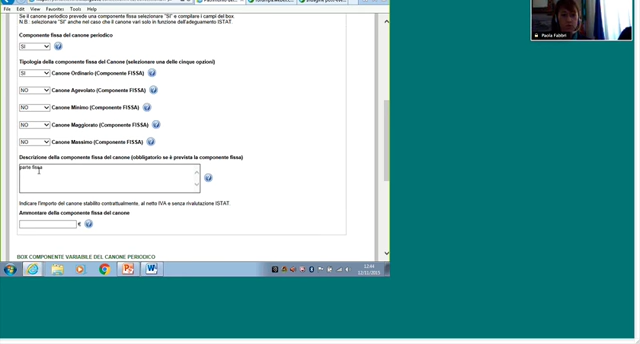 File Edit View Favorites Tools Help
Se il canone periodico prevede una componente fissa selezionare "SI" e compilare i campi del box.
N.B.: selezionare "SI" anche nel caso che il canone vari solo in funzione dell'adeguamento ISTAT.
Componente fissa del canone periodico
SI
Tipologia della componente fissa del Canone (selezionare una delle cinque opzioni)
SI Canone Ordinario (Componente FISSA)
NO Canone Agevolato (Componente FISSA)
NO Canone Minimo (Componente FISSA)
NO Canone Maggiorato (Componente FISSA)
NO Canone Massimo (Componente FISSA)
Descrizione della componente fissa del canone (obbligatorio se è prevista la componente fissa)
parte fissa
Indicare l'importo del canone stabilito contrattualmente, al netto IVA e senza rivalutazione ISTAT.
Ammontare della componente fissa del canone
€
BOX COMPONENTE VARIABILE DEL CANONE PERIODICO
12:44
12/11/2015
Paola Fabbri